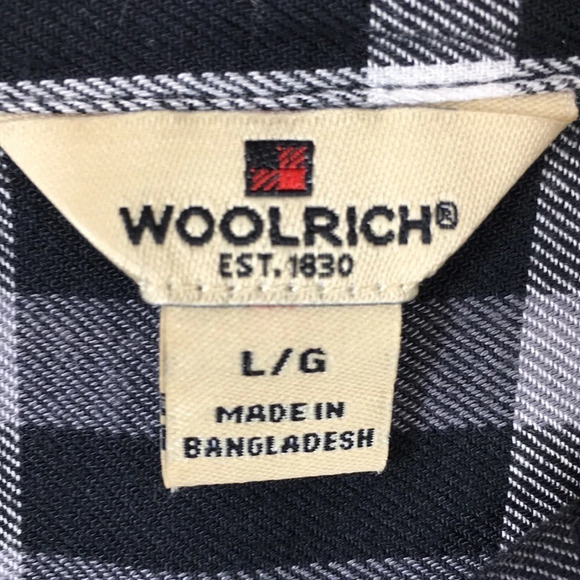 WOOLRICH®
EST. 1830
L/G
MADE IN
BANGLADESH